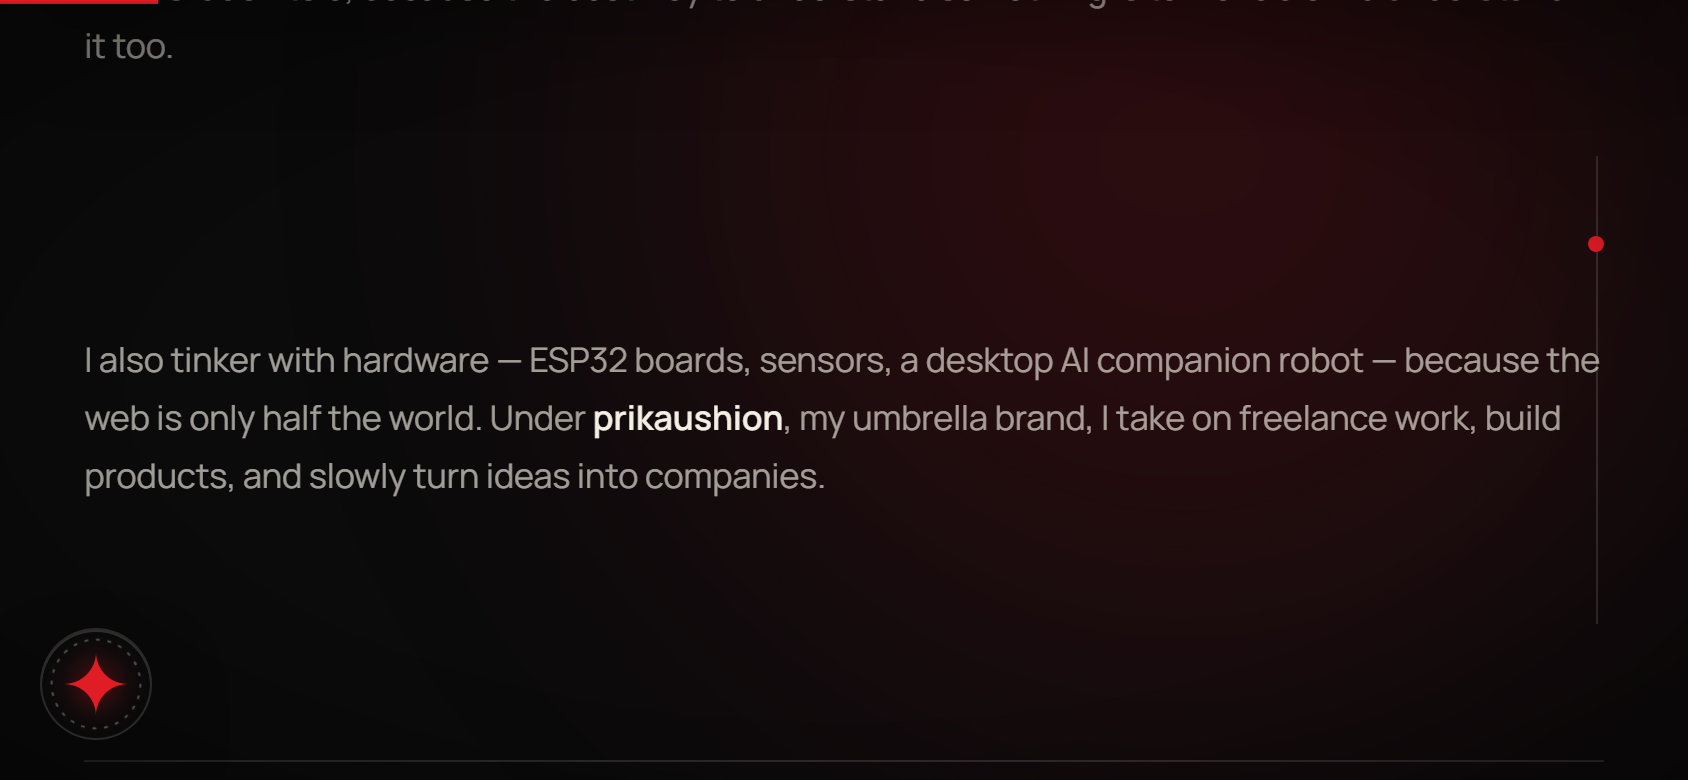 it too.
I also tinker with hardware — ESP32 boards, sensors, a desktop AI companion robot — because the
web is only half the world. Under prikaushion, my umbrella brand, I take on freelance work, build
products, and slowly turn ideas into companies.